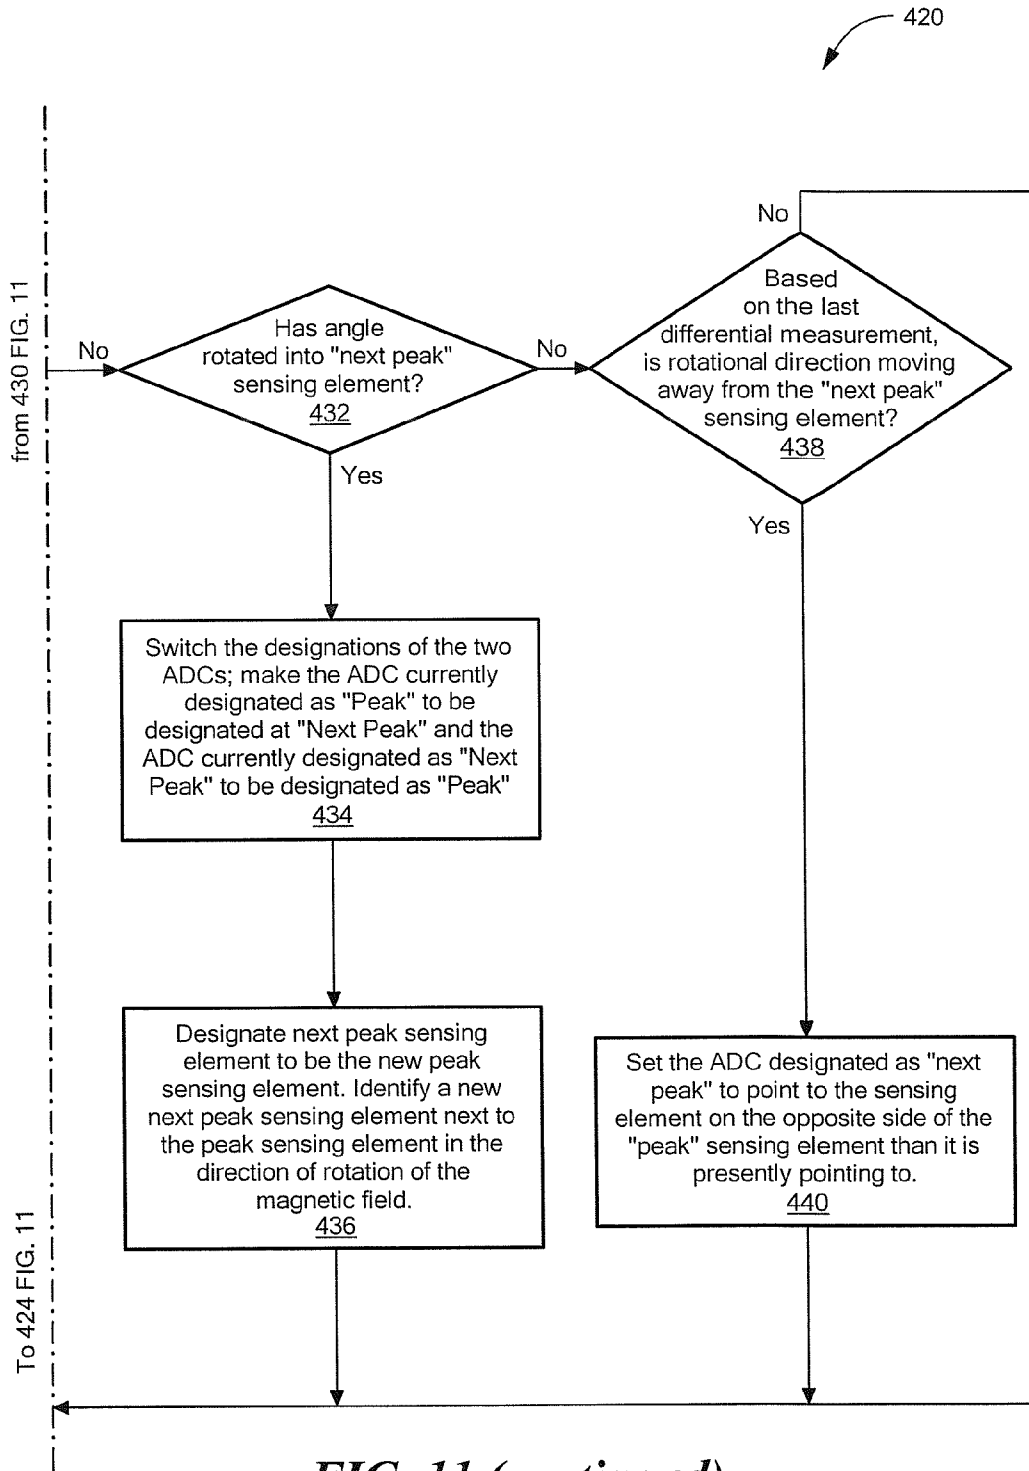 420
from 430 FIG. 11
No
Has angle
rotated into "next peak"
sensing element?
432
No
Yes
No
Based
on the last
differential measurement,
is rotational direction moving
away from the "next peak"
sensing element?
438
Yes
Switch the designations of the two
ADCs; make the ADC currently
designated as "Peak" to be
designated at "Next Peak" and the
ADC currently designated as "Next
Peak" to be designated as "Peak"
434
Designate next peak sensing
element to be the new peak
sensing element. Identify a new
next peak sensing element next to
the peak sensing element in the
direction of rotation of the
magnetic field.
436
Set the ADC designated as "next
peak" to point to the sensing
element on the opposite side of the
"peak" sensing element than it is
presently pointing to.
440
To 424 FIG. 11
FIG. 11 (continued)